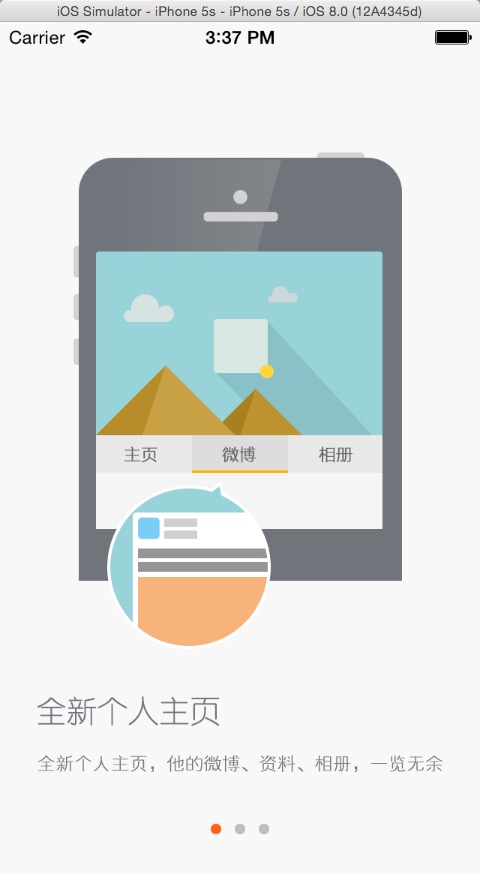 iOS Simulator - iPhone 5s - iPhone 5s / iOS 8.0 (12A4345d)
Carrier 3:37 PM
主页 微博 相册
全新个人主页
全新个人主页，他的微博、资料、相册，一览无余